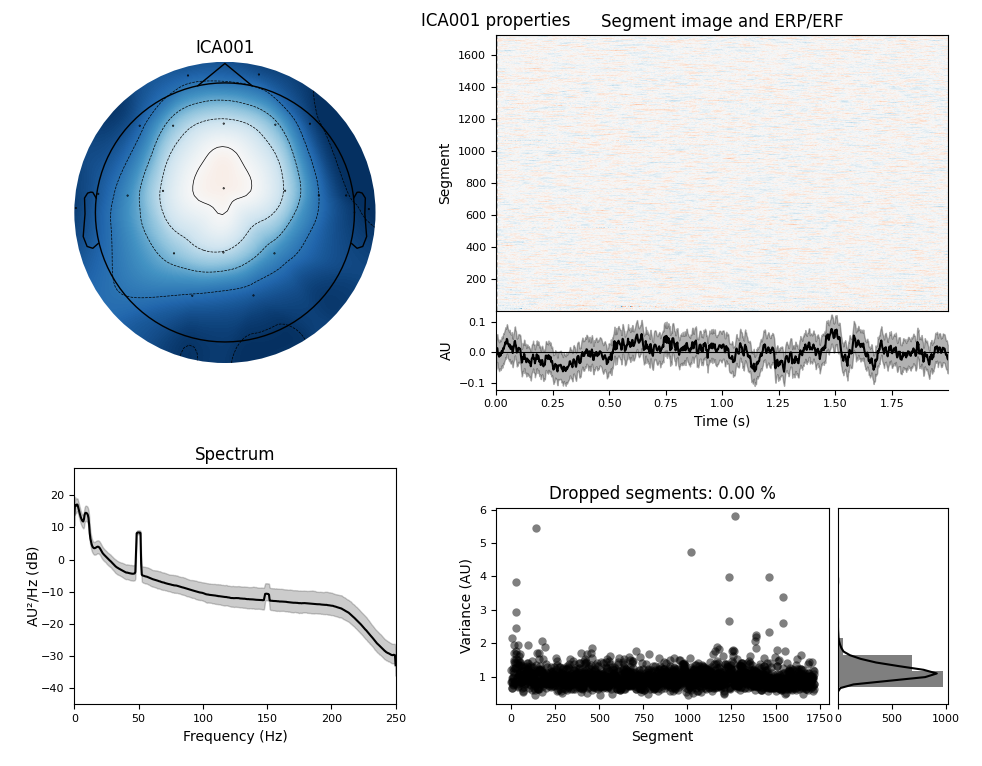 ICA001 properties
ICA001
Segment image and ERP/ERF
Segment
1600
1400
1200
1000
800
600
400
200
AU
0.1
0.0
−0.1
0.00 0.25 0.50 0.75 1.00 1.25 1.50 1.75
Time (s)
Spectrum
AU²/Hz (dB)
20
10
0
−10
−20
−30
−40
0 50 100 150 200 250
Frequency (Hz)
Dropped segments: 0.00 %
Variance (AU)
6
5
4
3
2
1
0 250 500 750 1000 1250 1500 1750
Segment
0 500 1000